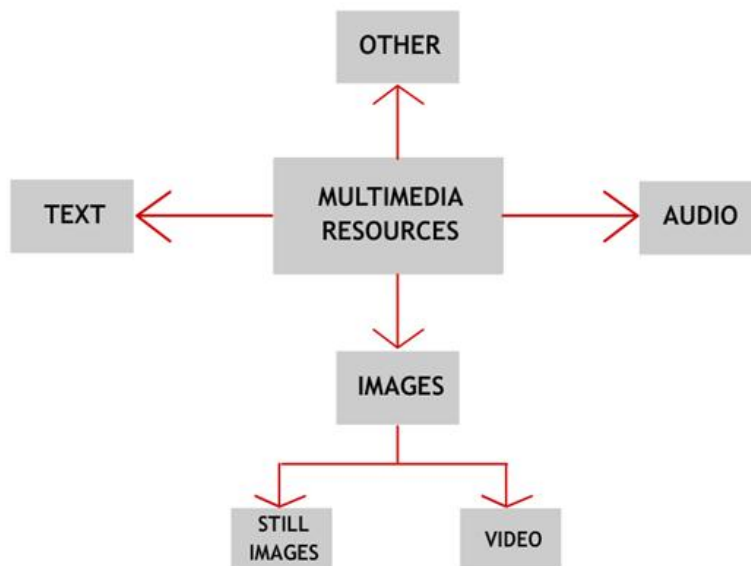 OTHER
TEXT
MULTIMEDIA
RESOURCES
AUDIO
IMAGES
STILL
IMAGES
VIDEO